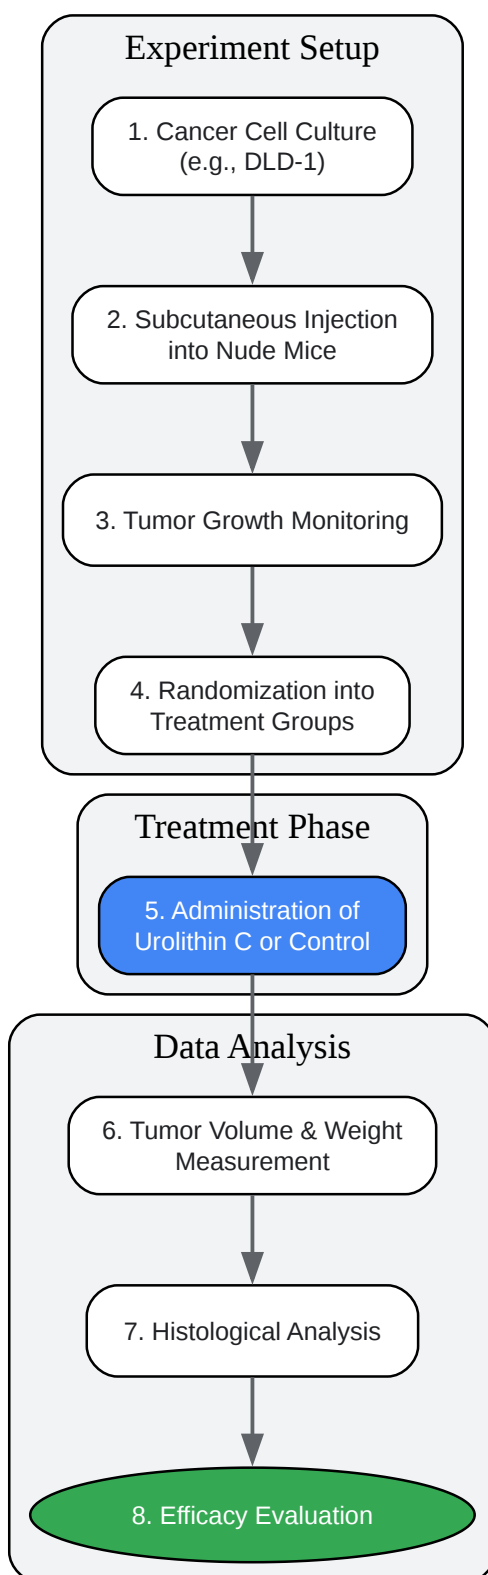 Experiment Setup
1. Cancer Cell Culture
(e.g., DLD-1)
2. Subcutaneous Injection
into Nude Mice
3. Tumor Growth Monitoring
4. Randomization into
Treatment Groups
Treatment Phase
5. Administration of
Urolithin C or Control
Data Analysis
6. Tumor Volume & Weight
Measurement
7. Histological Analysis
8. Efficacy Evaluation